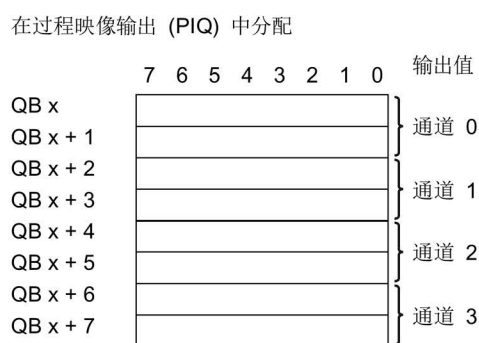 在过程映像输出 (PIQ) 中分配
7 6 5 4 3 2 1 0 输出值
QB x
QB x + 1
通道 0
QB x + 2
QB x + 3
通道 1
QB x + 4
QB x + 5
通道 2
QB x + 6
QB x + 7
通道 3